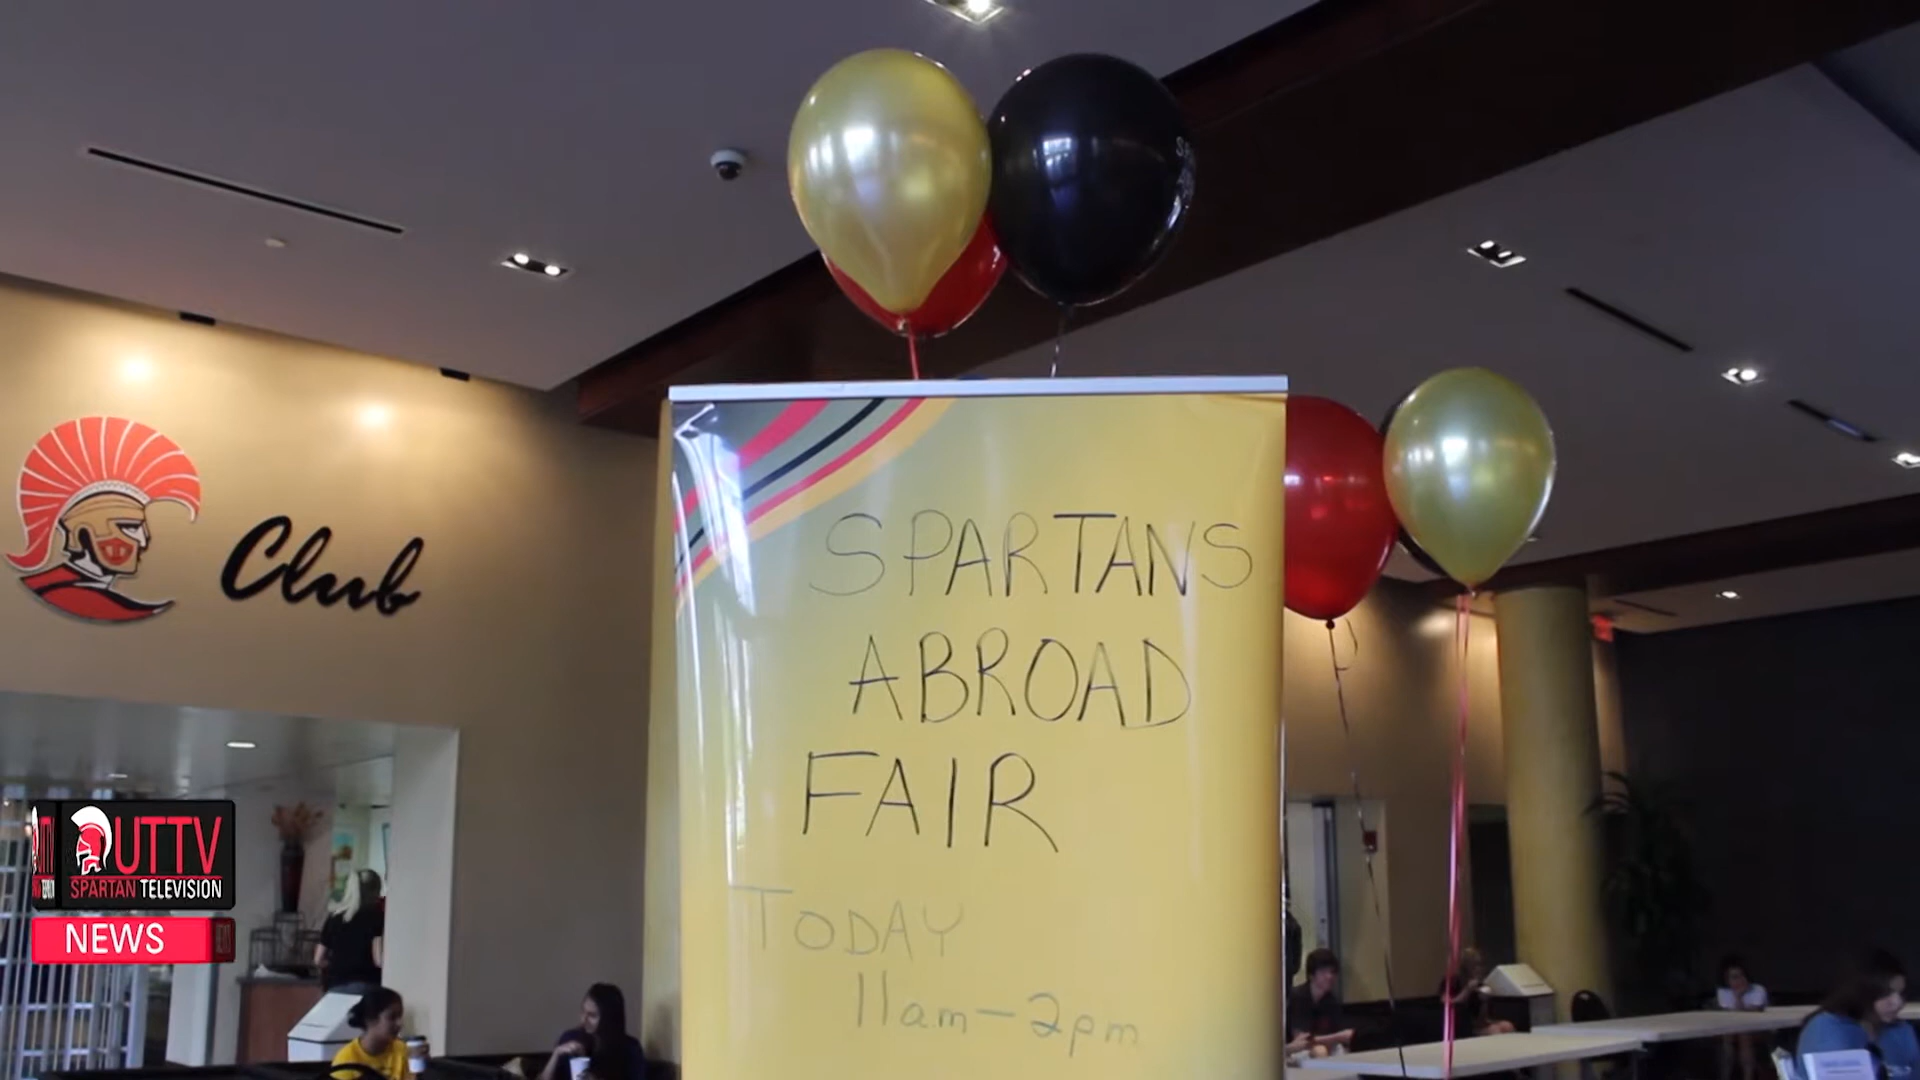 Club
SPARTANS
ABROAD
FAIR
TODAY
11am-2pm
UTTV
SPARTAN TELEVISION
NEWS